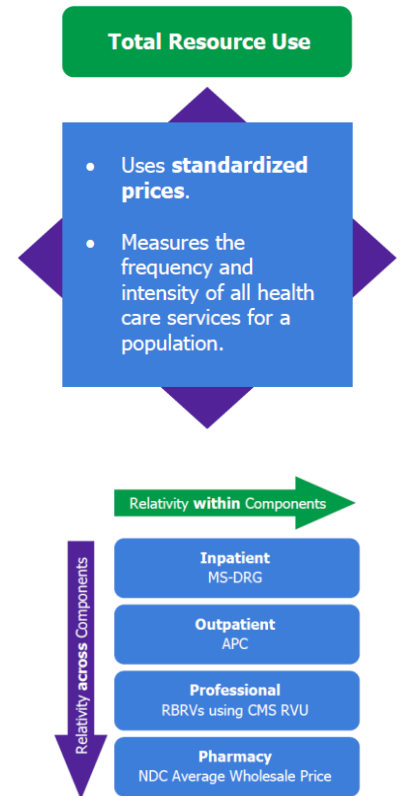 Total Resource Use
• Uses standardized
prices.
• Measures the
frequency and
intensity of all health
care services for a
population.
Relativity within Components
Relativity across Components
Inpatient
MS-DRG
Outpatient
APC
Professional
RBRVs using CMS RVU
Pharmacy
NDC Average Wholesale Price